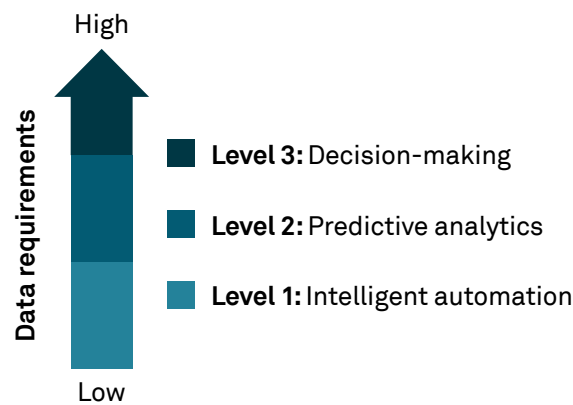 High
Data requirements
Level 3: Decision-making
Level 2: Predictive analytics
Level 1: Intelligent automation
Low